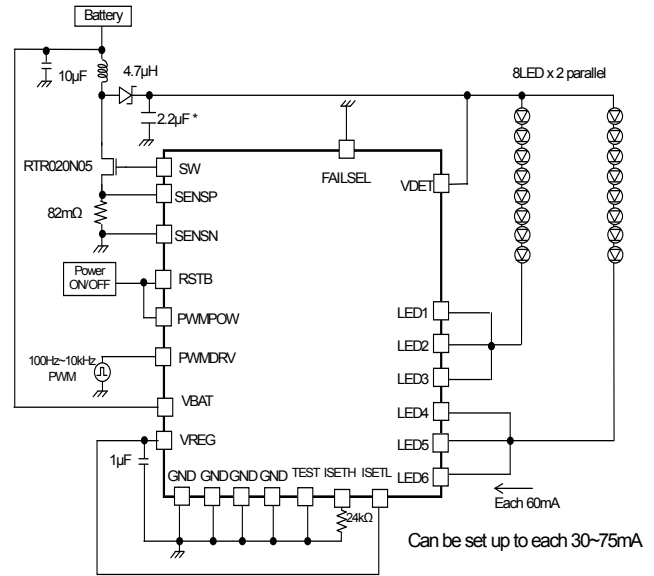 Battery
10µF
4.7µH
2.2µF *
8LED x 2 parallel
RTR020N05
82mΩ
SW
SENSP
SENSN
FAILSEL
VDET
Power
ON/OFF
RSTB
PWMPOW
100Hz~10kHz
PWM
PWMDRV
VBAT
VREG
1µF
LED1
LED2
LED3
LED4
LED5
LED6
GND GND GND GND TEST ISETH ISETL
24kΩ
Each 60mA
Can be set up to each 30~75mA